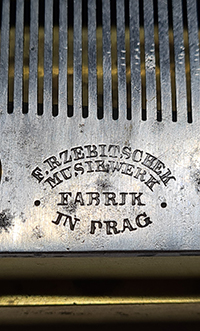 F. RZEBITSCHEK
MUSIKWERK
· FABRIK ·
IN PRAG